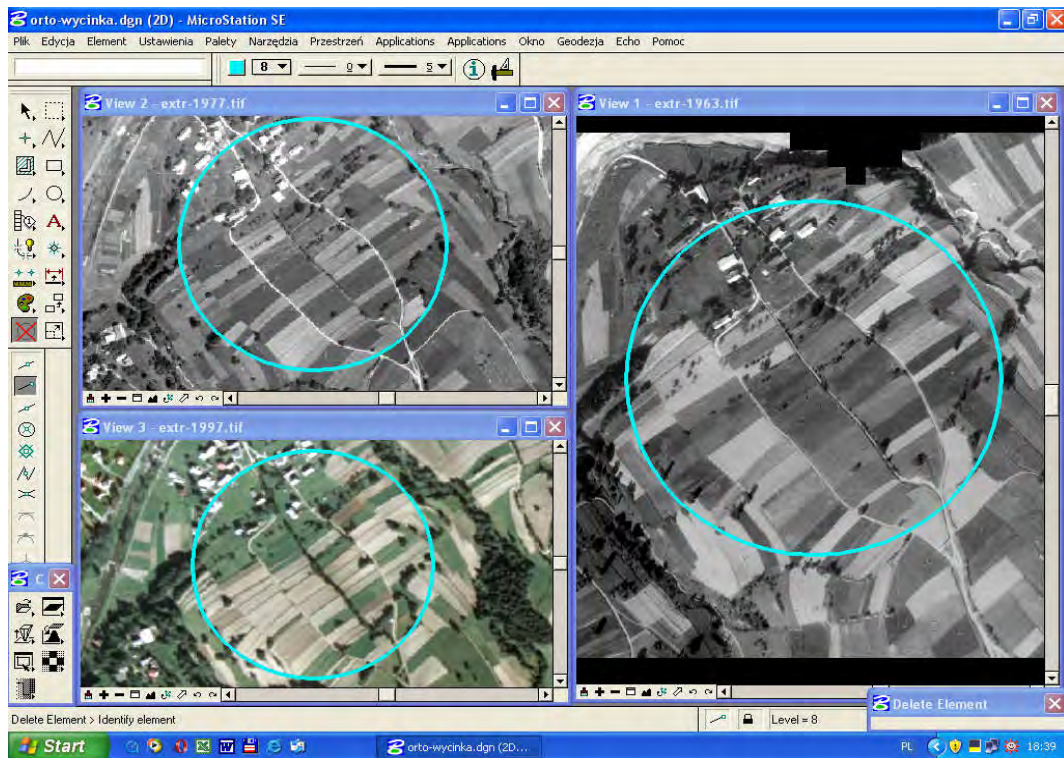 orto-wycinka.dgn (2D) - MicroStation SE
Plik Edycja Element Ustawienia Palety Narzędzia Przestrzeń Applications Applications Okno Geodezja Echo Pomoc
8 0 5
View 2 - extr-1977.tif
View 1 - extr-1963.tif
View 3 - extr-1997.tif
C
Delete Element > Identify element
Level = 8
Delete Element
Start
orto-wycinka.dgn (2D...
PL
18:39